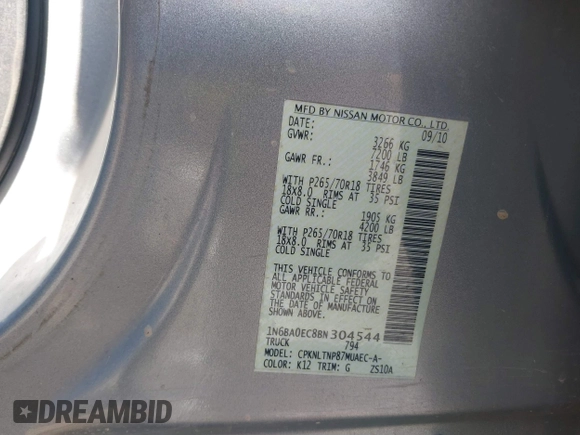 MFD BY NISSAN MOTOR CO., LTD.
DATE: 09/10
GVWR: 3266 KG
7200 LB
GAWR FR.: 1746 KG
3849 LB
WITH P265/70R18 TIRES
18X8.0 RIMS AT 35 PSI
COLD SINGLE
GAWR RR.: 1905 KG
4200 LB
WITH P265/70R18 TIRES
18X8.0 RIMS AT 35 PSI
COLD SINGLE
THIS VEHICLE CONFORMS TO
ALL APPLICABLE FEDERAL
MOTOR VEHICLE SAFETY
STANDARDS IN EFFECT ON
THE DATE OF MANUFACTURE
SHOWN ABOVE.
1N6BA0EC8BN304544
TRUCK 794
MODEL: CPKNLTNP87MUAEC-A-
COLOR: K12 TRIM: G ZS10A
DREAMBID
DREAMBID